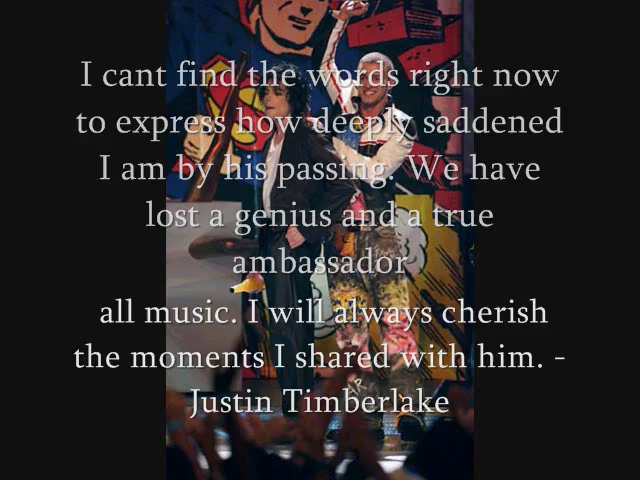 I cant find the words right now
to express how deeply saddened
I am by his passing. We have
lost a genius and a true
ambassador
all music. I will always cherish
the moments I shared with him. -
Justin Timberlake